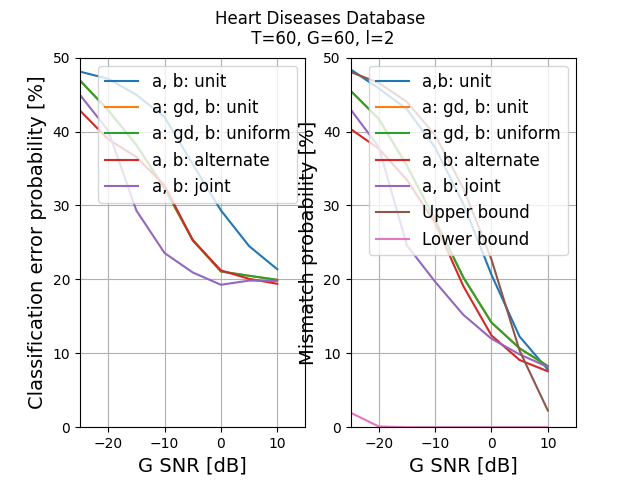 Heart Diseases Database
T=60, G=60, l=2
Classification error probability [%]
50
40
30
20
10
0
a, b: unit
a: gd, b: unit
a: gd, b: uniform
a, b: alternate
a, b: joint
−20
−10
0
10
G SNR [dB]
Mismatch probability [%]
50
40
30
20
10
0
a,b: unit
a: gd, b: unit
a: gd, b: uniform
a, b: alternate
a, b: joint
Upper bound
Lower bound
−20
−10
0
10
G SNR [dB]